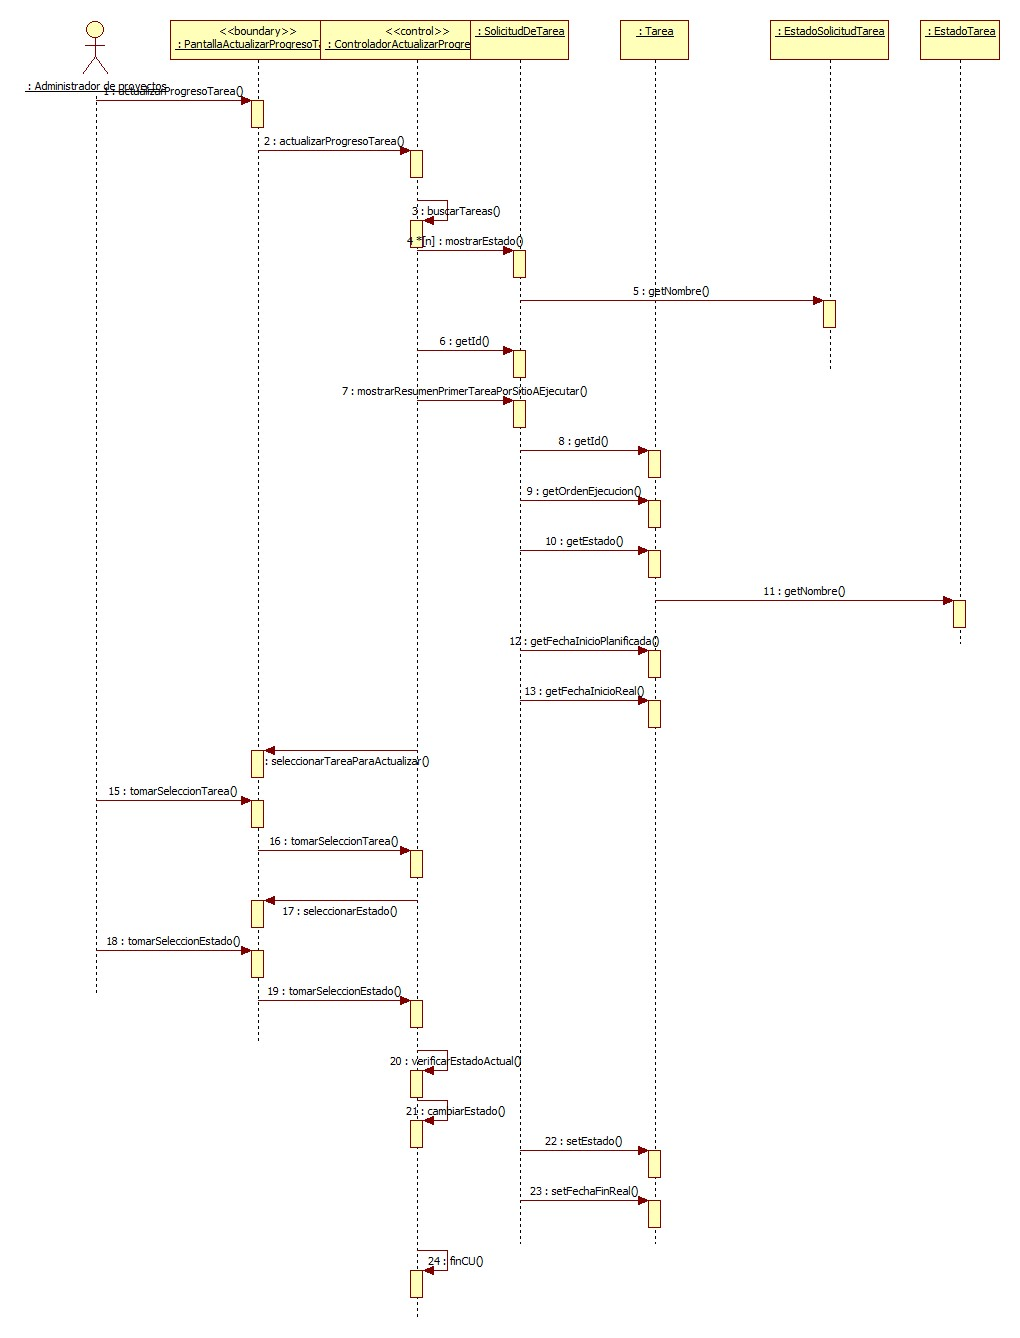 <<boundary>>
: PantallaActualizarProgresoTa
<<control>>
: ControladorActualizarProgre
: SolicitudDeTarea
: Tarea
: EstadoSolicitudTarea
: EstadoTarea
: Administrador de proyectos
1 : actualizarProgresoTarea()
2 : actualizarProgresoTarea()
3 : buscarTareas()
4 *[n] : mostrarEstado()
5 : getNombre()
6 : getId()
7 : mostrarResumenPrimerTareaPorSitioAEjecutar()
8 : getId()
9 : getOrdenEjecucion()
10 : getEstado()
11 : getNombre()
12 : getFechaInicioPlanificada()
13 : getFechaInicioReal()
: seleccionarTareaParaActualizar()
15 : tomarSeleccionTarea()
16 : tomarSeleccionTarea()
17 : seleccionarEstado()
18 : tomarSeleccionEstado()
19 : tomarSeleccionEstado()
20 : verificarEstadoActual()
21 : cambiarEstado()
22 : setEstado()
23 : setFechaFinReal()
24 : finCU()